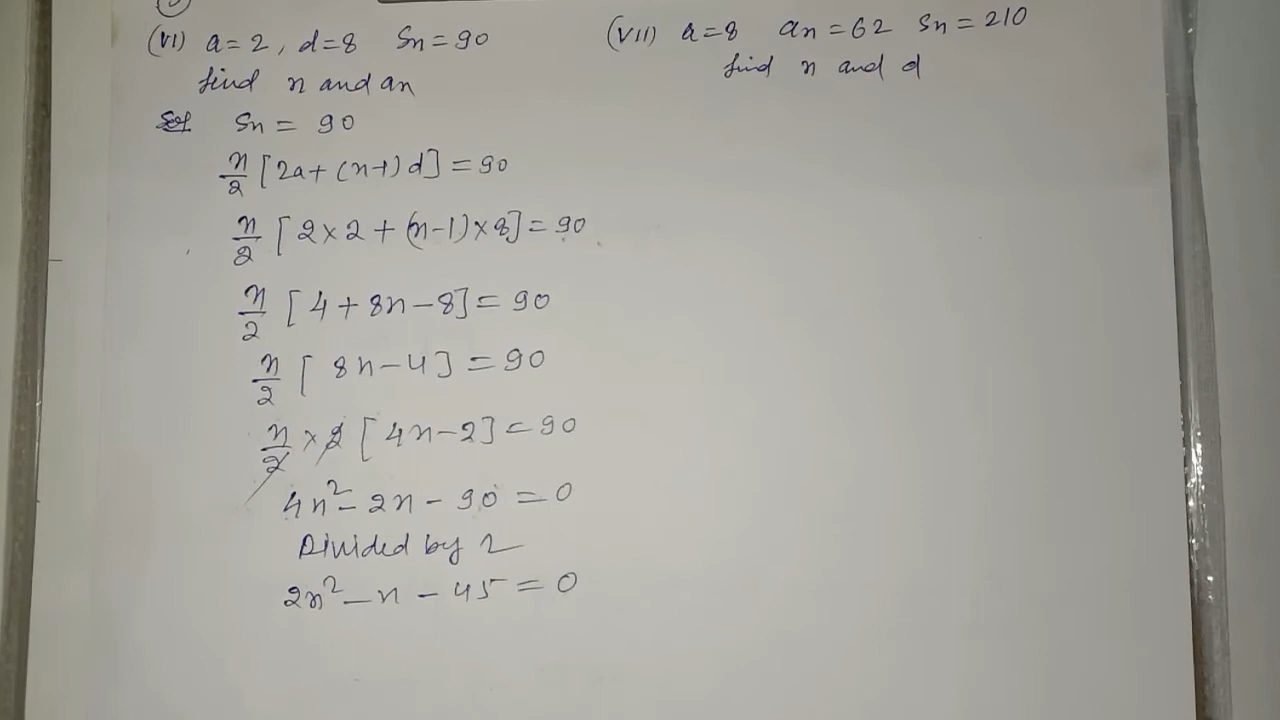 (VI) a=2, d=8 Sn=90
find n and an
Sol Sn = 90
n/2 [2a+(n-1)d]=90
n/2 [2×2+(n-1)×8]=90
n/2 [4+8n-8]=90
n/2 [8n-4]=90
n/2 ×2 [4n-2]=90
4n²-2n-90=0
Divided by 2
2n²-n-45=0
(VII) a=8 an=62 Sn=210
find n and d